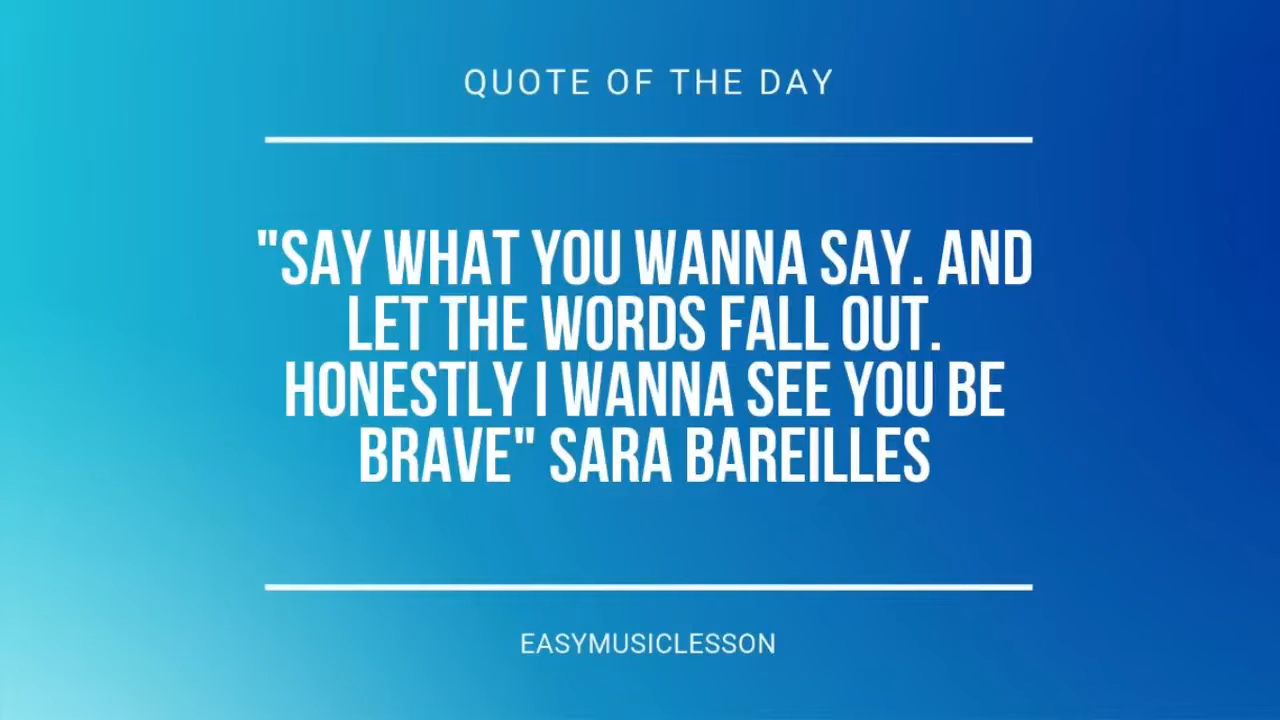 QUOTE OF THE DAY
"SAY WHAT YOU WANNA SAY. AND
LET THE WORDS FALL OUT.
HONESTLY I WANNA SEE YOU BE
BRAVE" SARA BAREILLES
EASYMUSICLESSON